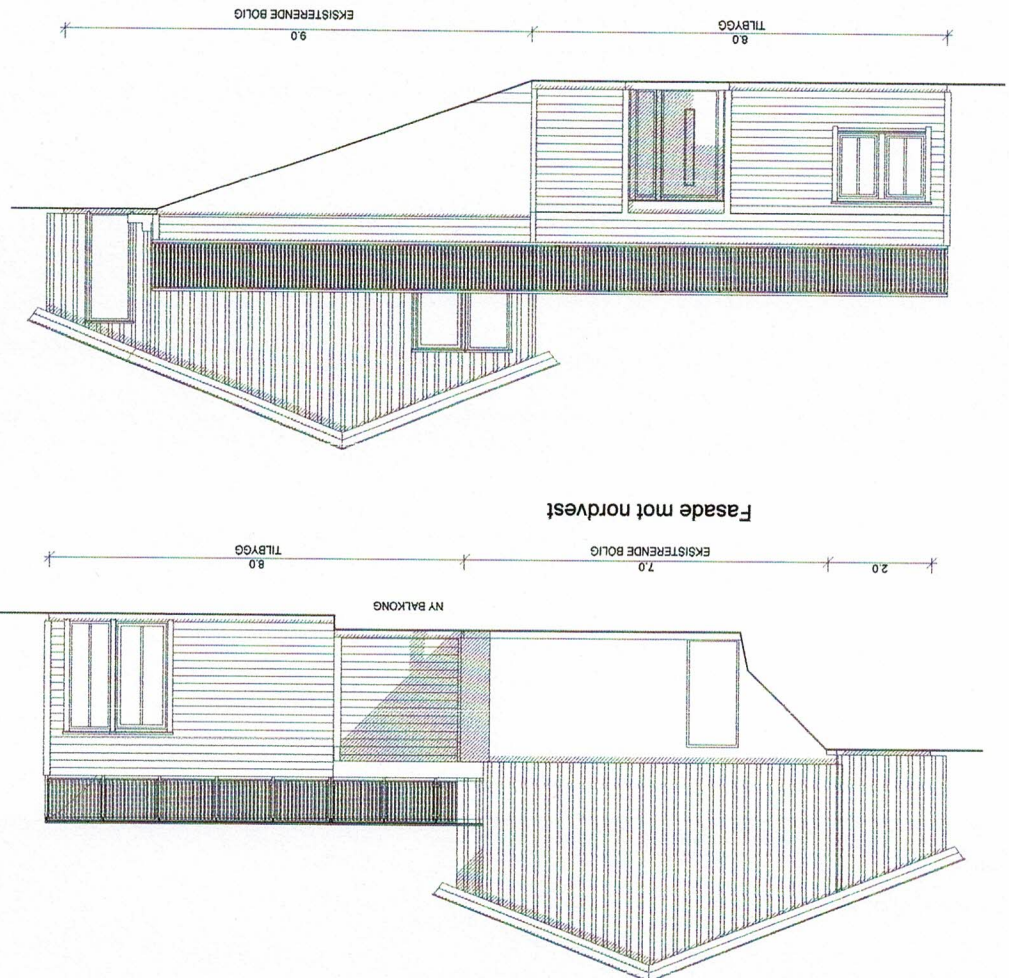 NY BALKONG
2.0 7.0 8.0
EKSISTERENDE BOLIG TILBYGG
Fasade mot nordvest
8.0 9.0
TILBYGG EKSISTERENDE BOLIG